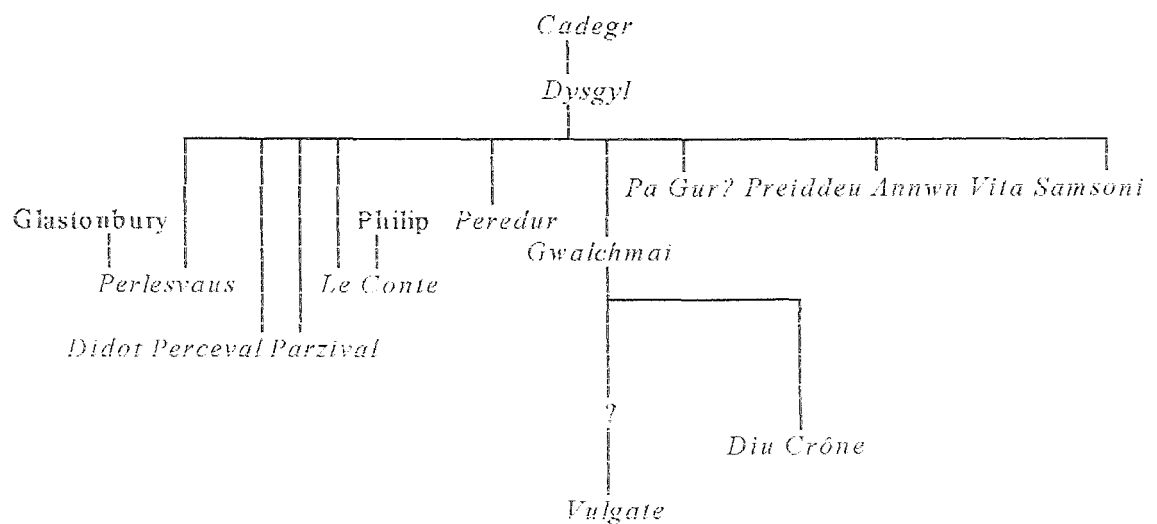 Cadegr
Dysgyl
Pa Gur? Preiddeu Annwn Vita Samsoni
Glastonbury Philip Peredur
Gwalchmai
Perlesvaus Le Conte
Didot Perceval Parzival
?
Diu Crône
Vulgate